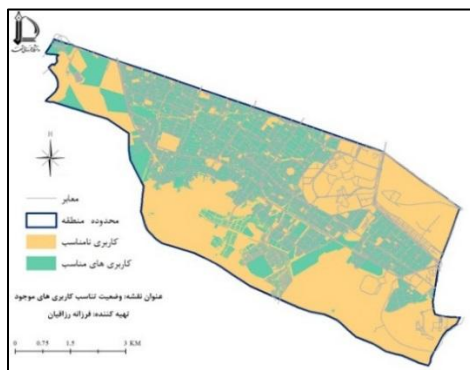 N
معابر
محدوده منطقه
کاربری نامناسب
کاربری های مناسب
عنوان نقشه: وضعیت تناسب کاربری های موجود
تهیه کننده: فرزانه رزاقیان
0 0.75 1.5 3 KM